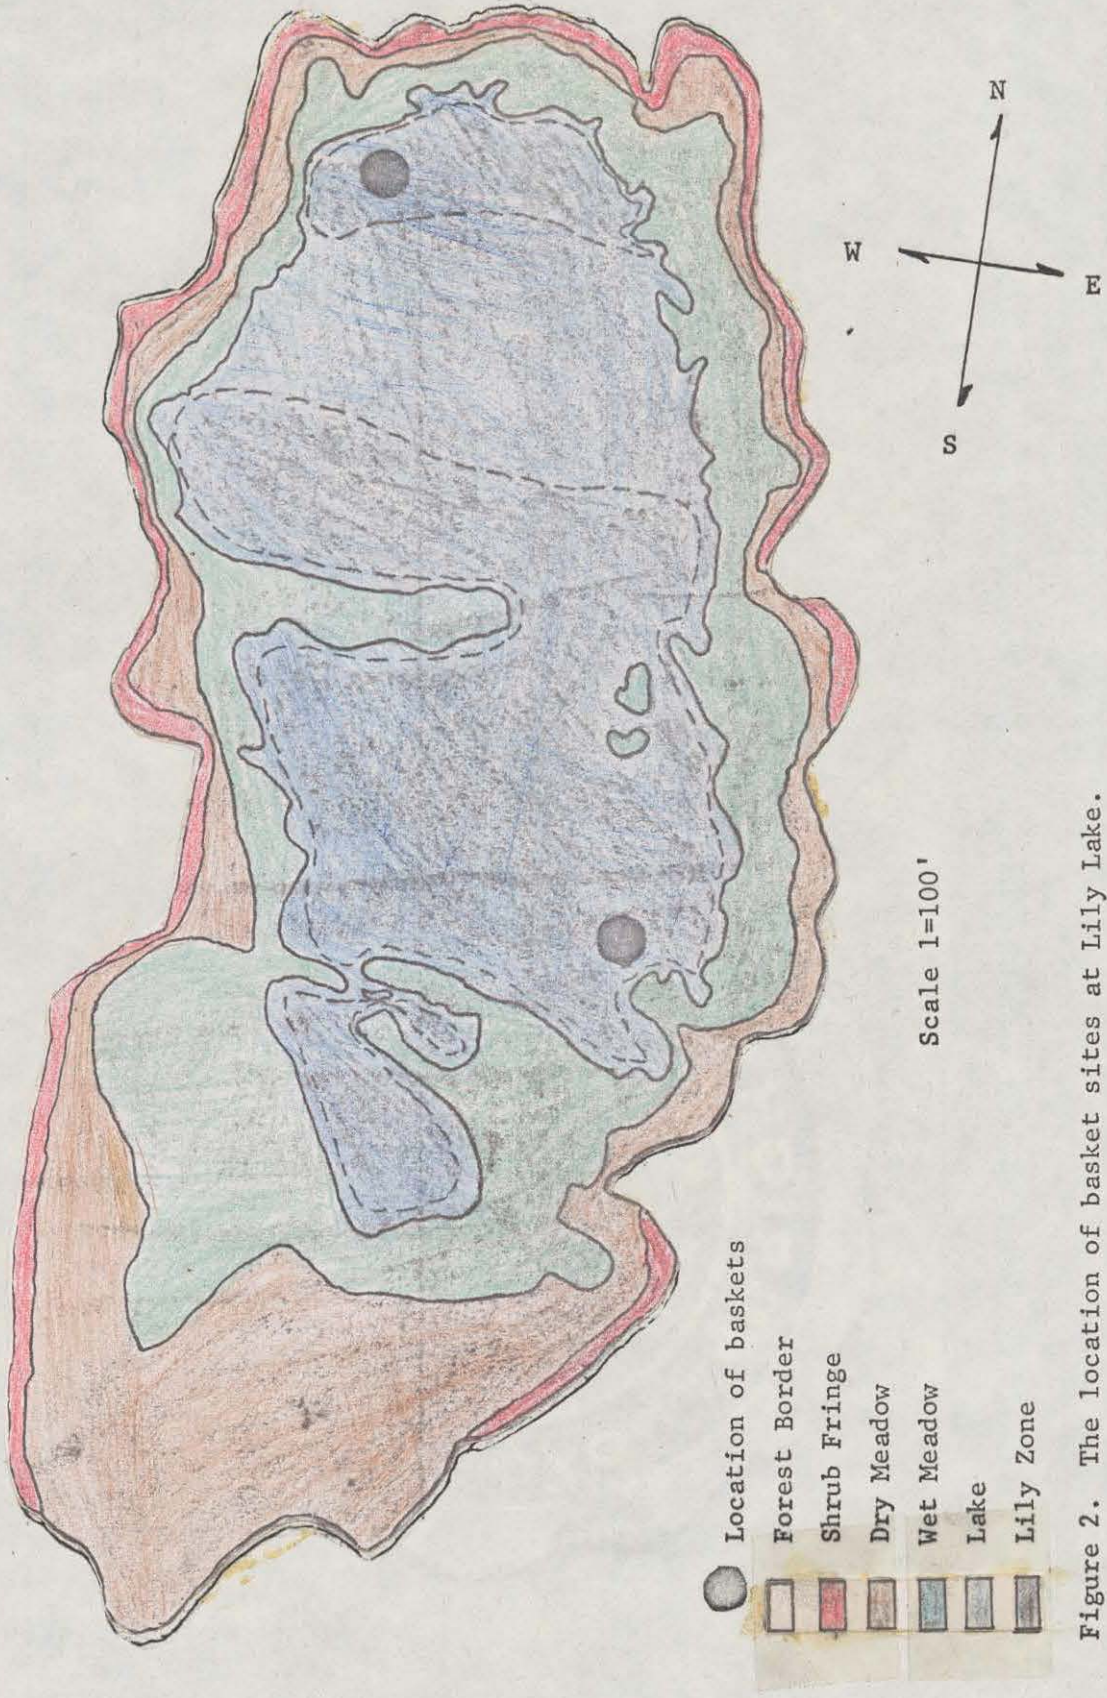 N
W
E
S
Scale 1=100'
Location of baskets
Forest Border
Shrub Fringe
Dry Meadow
Wet Meadow
Lake
Lily Zone
Figure 2. The location of basket sites at Lily Lake.